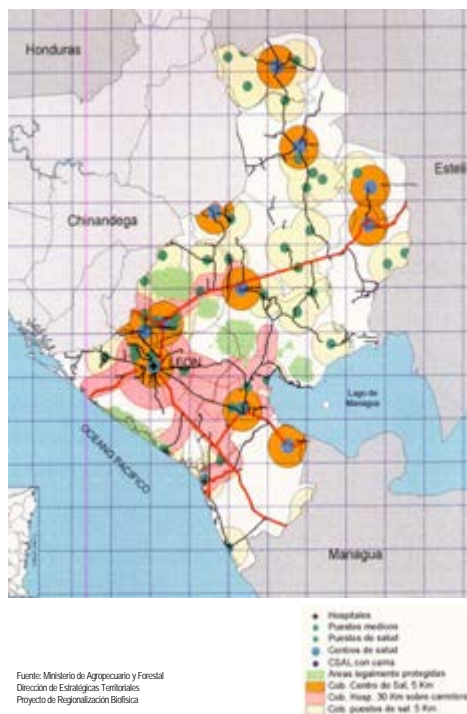 Honduras
Estelí
Chinandega
LEON
Lago de
Managua
OCEANO PACIFICO
Managua
Hospitales
Puestos medicos
Puestos de salud
Centros de salud
CSAL con cama
Areas legalmente protegidas
Cob. Centro de Sal, 5 Km
Cob. Hosp. 30 Km sobre carretera
Cob. puestos de sal. 5 Km.
Fuente: Ministerio de Agropecuario y Forestal
Dirección de Estratégicas Territoriales
Proyecto de Regionalización Biofísica